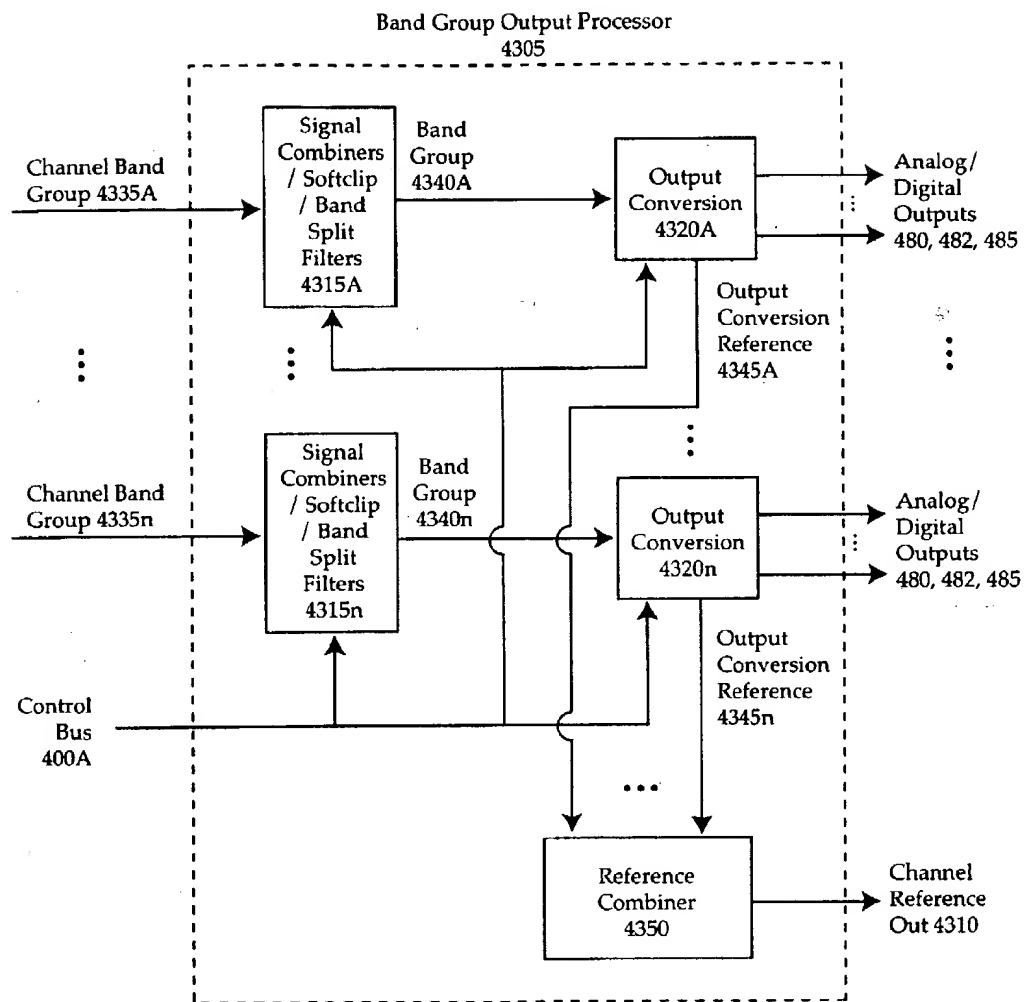 Band Group Output Processor
4305
Channel Band
Group 4335A
Signal
Combiners
/ Softclip
/ Band
Split
Filters
4315A
Band
Group
4340A
Output
Conversion
4320A
Analog/
Digital
Outputs
480, 482, 485
Output
Conversion
Reference
4345A
Channel Band
Group 4335n
Signal
Combiners
/ Softclip
/ Band
Split
Filters
4315n
Band
Group
4340n
Output
Conversion
4320n
Analog/
Digital
Outputs
480, 482, 485
Output
Conversion
Reference
4345n
Control
Bus
400A
Reference
Combiner
4350
Channel
Reference
Out 4310